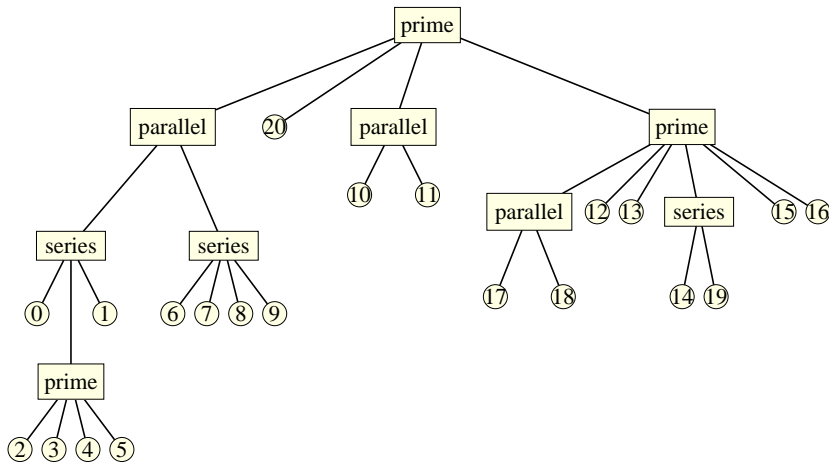 prime
parallel 20 parallel prime
10 11
parallel 12 13 series 15 16
series series
0 1 6 7 8 9
17 18 14 19
prime
2 3 4 5